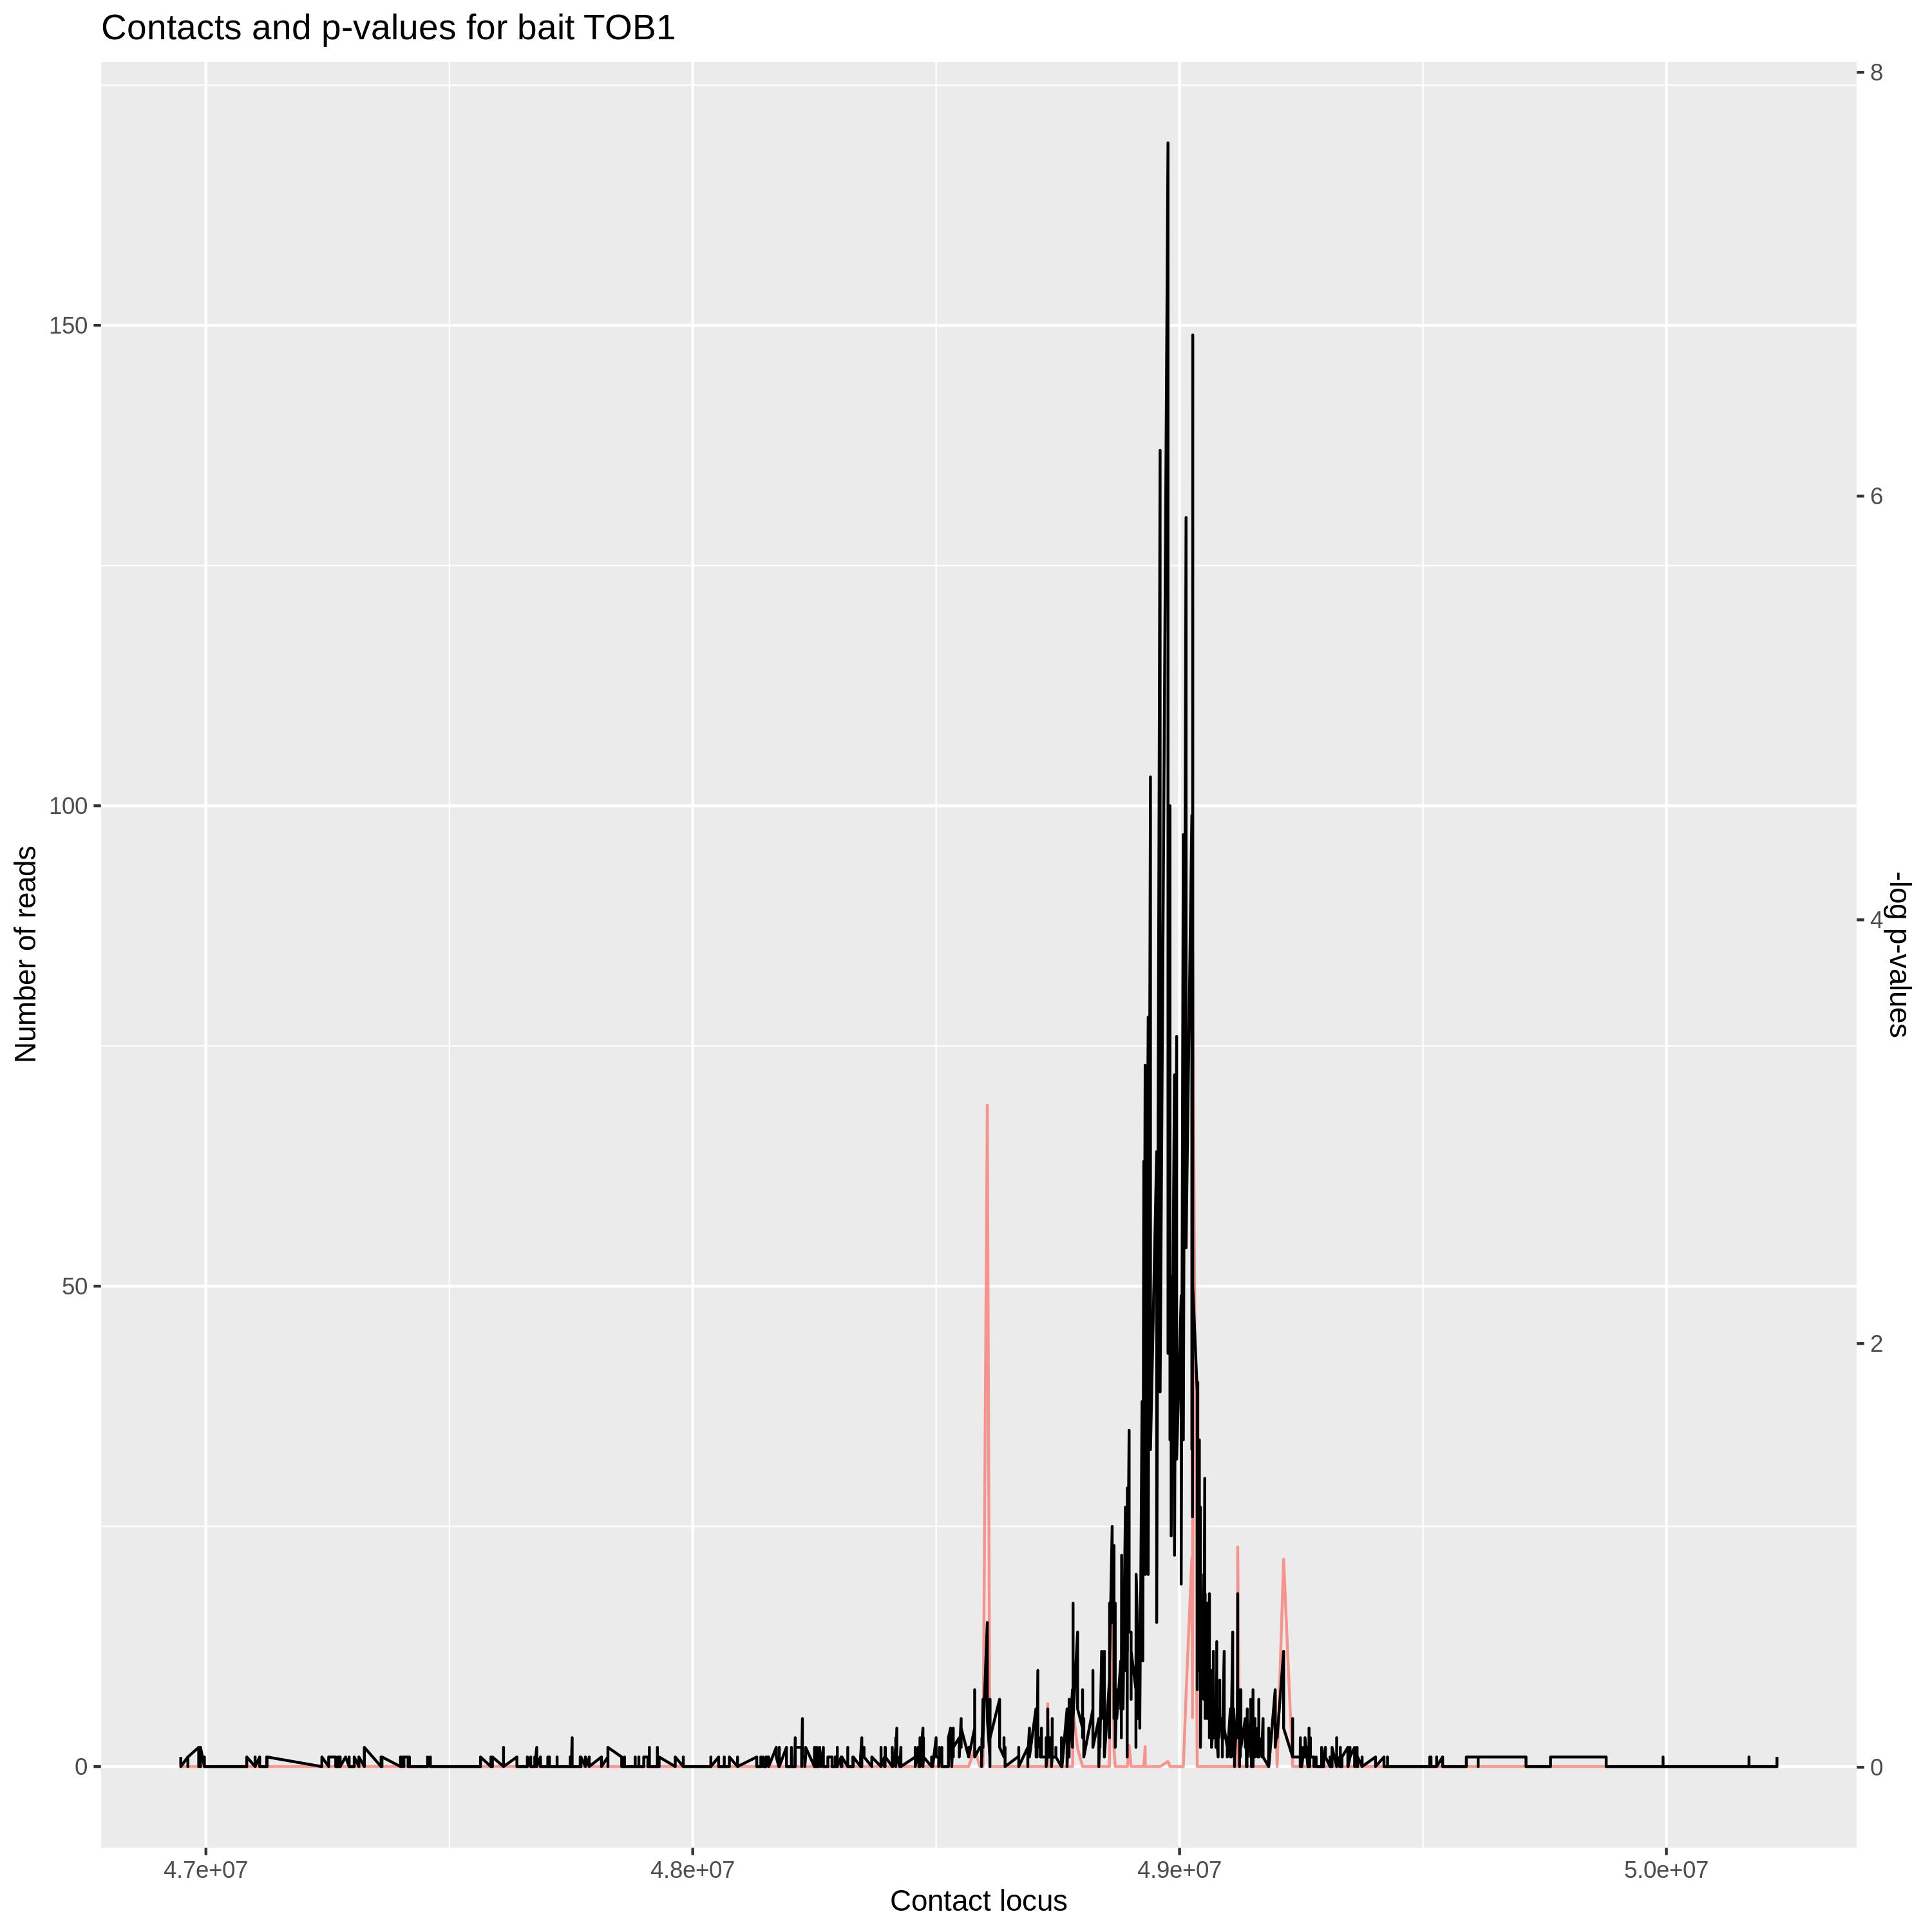 Contacts and p-values for bait TOB1
8
150
6
100
4
50
2
0
0
Number of reads
-log p-values
4.7e+07
4.8e+07
4.9e+07
5.0e+07
Contact locus